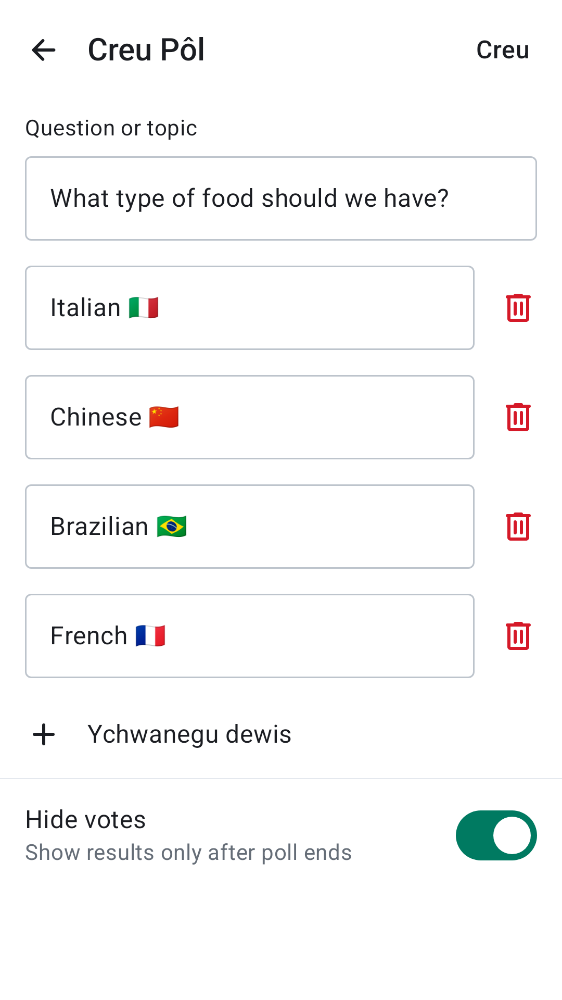 Creu Pôl
Creu
Question or topic
What type of food should we have?
Italian 🇮🇹
Chinese 🇨🇳
Brazilian 🇧🇷
French 🇫🇷
Ychwanegu dewis
Hide votes
Show results only after poll ends